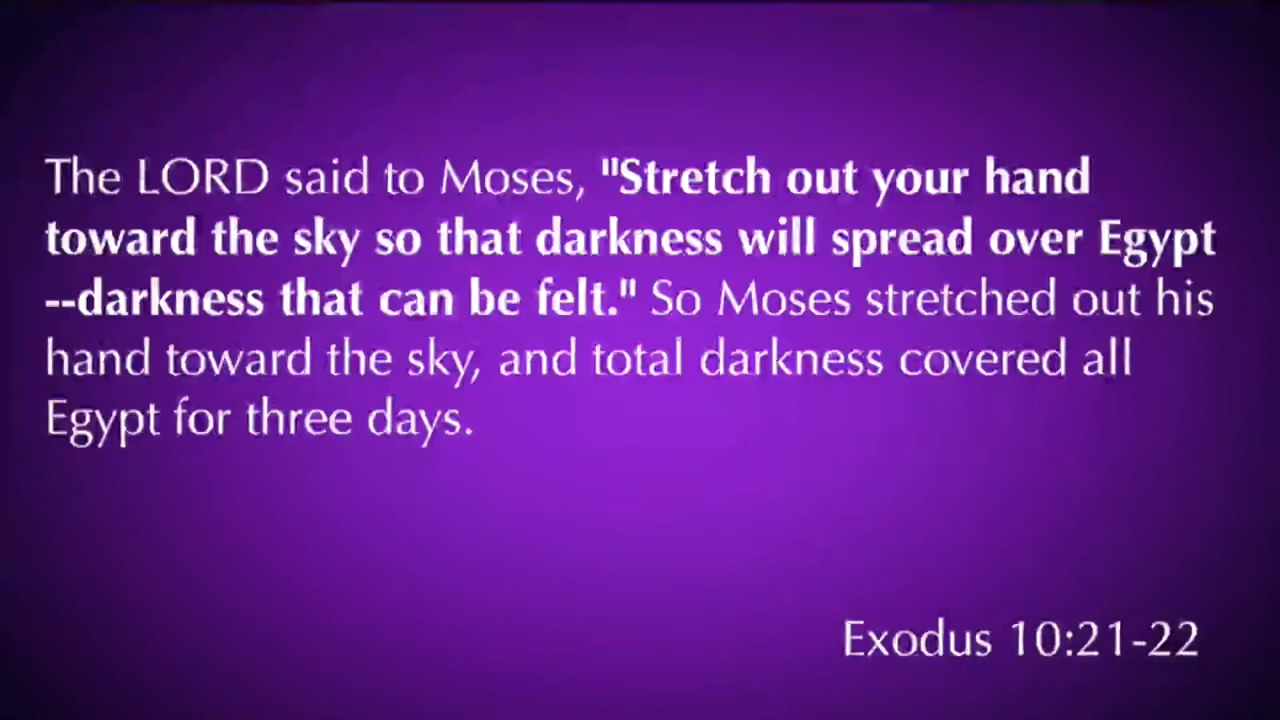 The LORD said to Moses, "Stretch out your hand
toward the sky so that darkness will spread over Egypt
--darkness that can be felt." So Moses stretched out his
hand toward the sky, and total darkness covered all
Egypt for three days.
Exodus 10:21-22